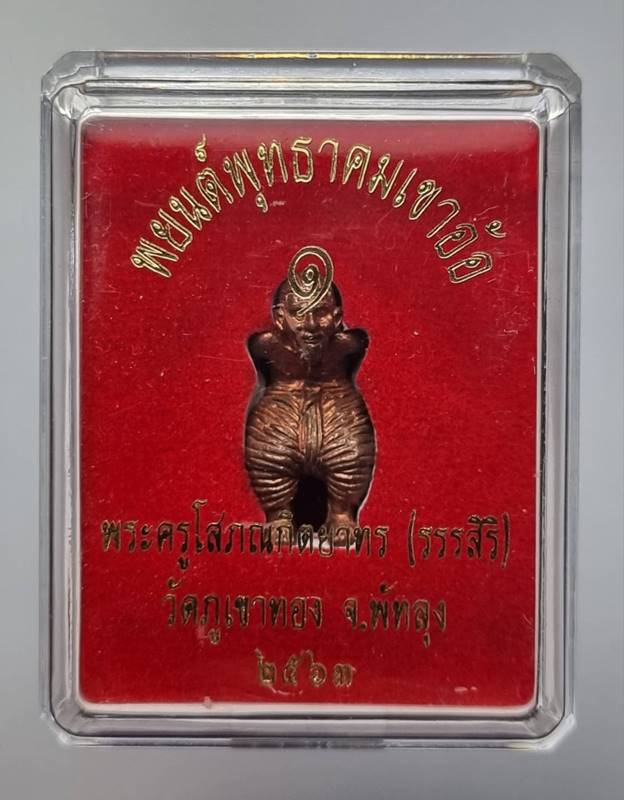 พยนต์พุทธาคมเขาอ้อ
๑
พระครูโสภณกิตยาทร (รรรสิริ)
วัดภูเขาทอง จ.พัทลุง
๒๕๖๓